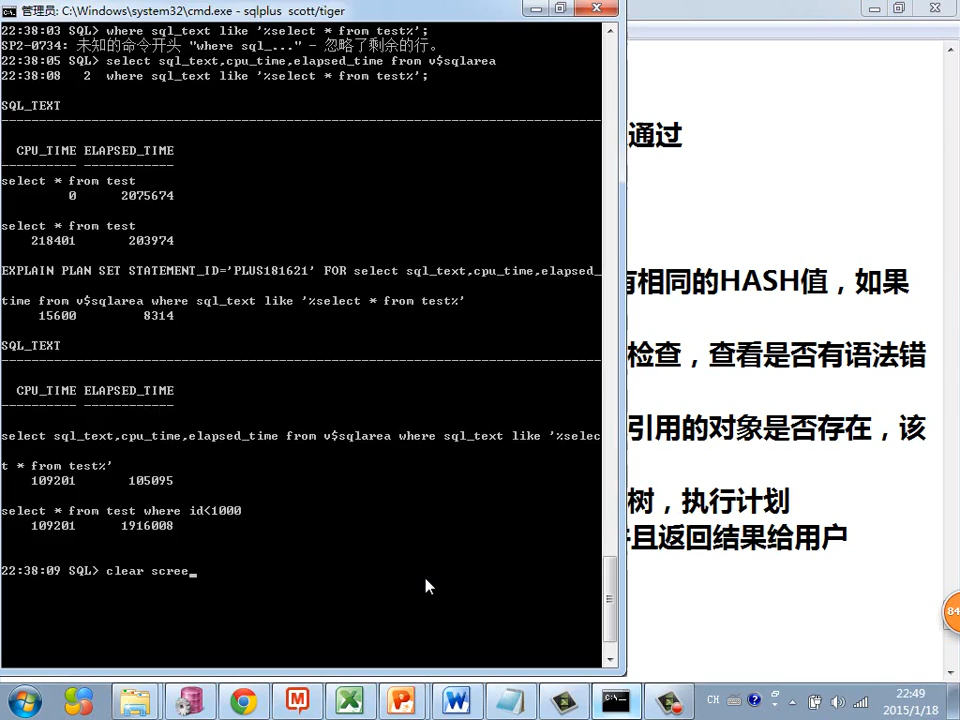 管理员: C:\Windows\system32\cmd.exe - sqlplus  scott/tiger
22:38:03 SQL> where sql_text like '%select * from test%';
SP2-0734: 未知的命令开头 "where sql_..." - 忽略了剩余的行。
22:38:05 SQL> select sql_text,cpu_time,elapsed_time from v$sqlarea
22:38:08   2  where sql_text like '%select * from test%';
SQL_TEXT
--------------------------------------------------------------------------------
  CPU_TIME ELAPSED_TIME
---------- ------------
select * from test
         0      2075674
select * from test
    218401       203974
EXPLAIN PLAN SET STATEMENT_ID='PLUS181621' FOR select sql_text,cpu_time,elapsed_
time from v$sqlarea where sql_text like '%select * from test%'
     15600         8314
SQL_TEXT
--------------------------------------------------------------------------------
  CPU_TIME ELAPSED_TIME
---------- ------------
select sql_text,cpu_time,elapsed_time from v$sqlarea where sql_text like '%selec
t * from test%'
    109201       105095
select * from test where id<1000
    109201      1916008
22:38:09 SQL> clear scree_
通过
有相同的HASH值，如果
检查，查看是否有语法错
引用的对象是否存在，该
树，执行计划
并且返回结果给用户
84
CH
22:49
2015/1/18